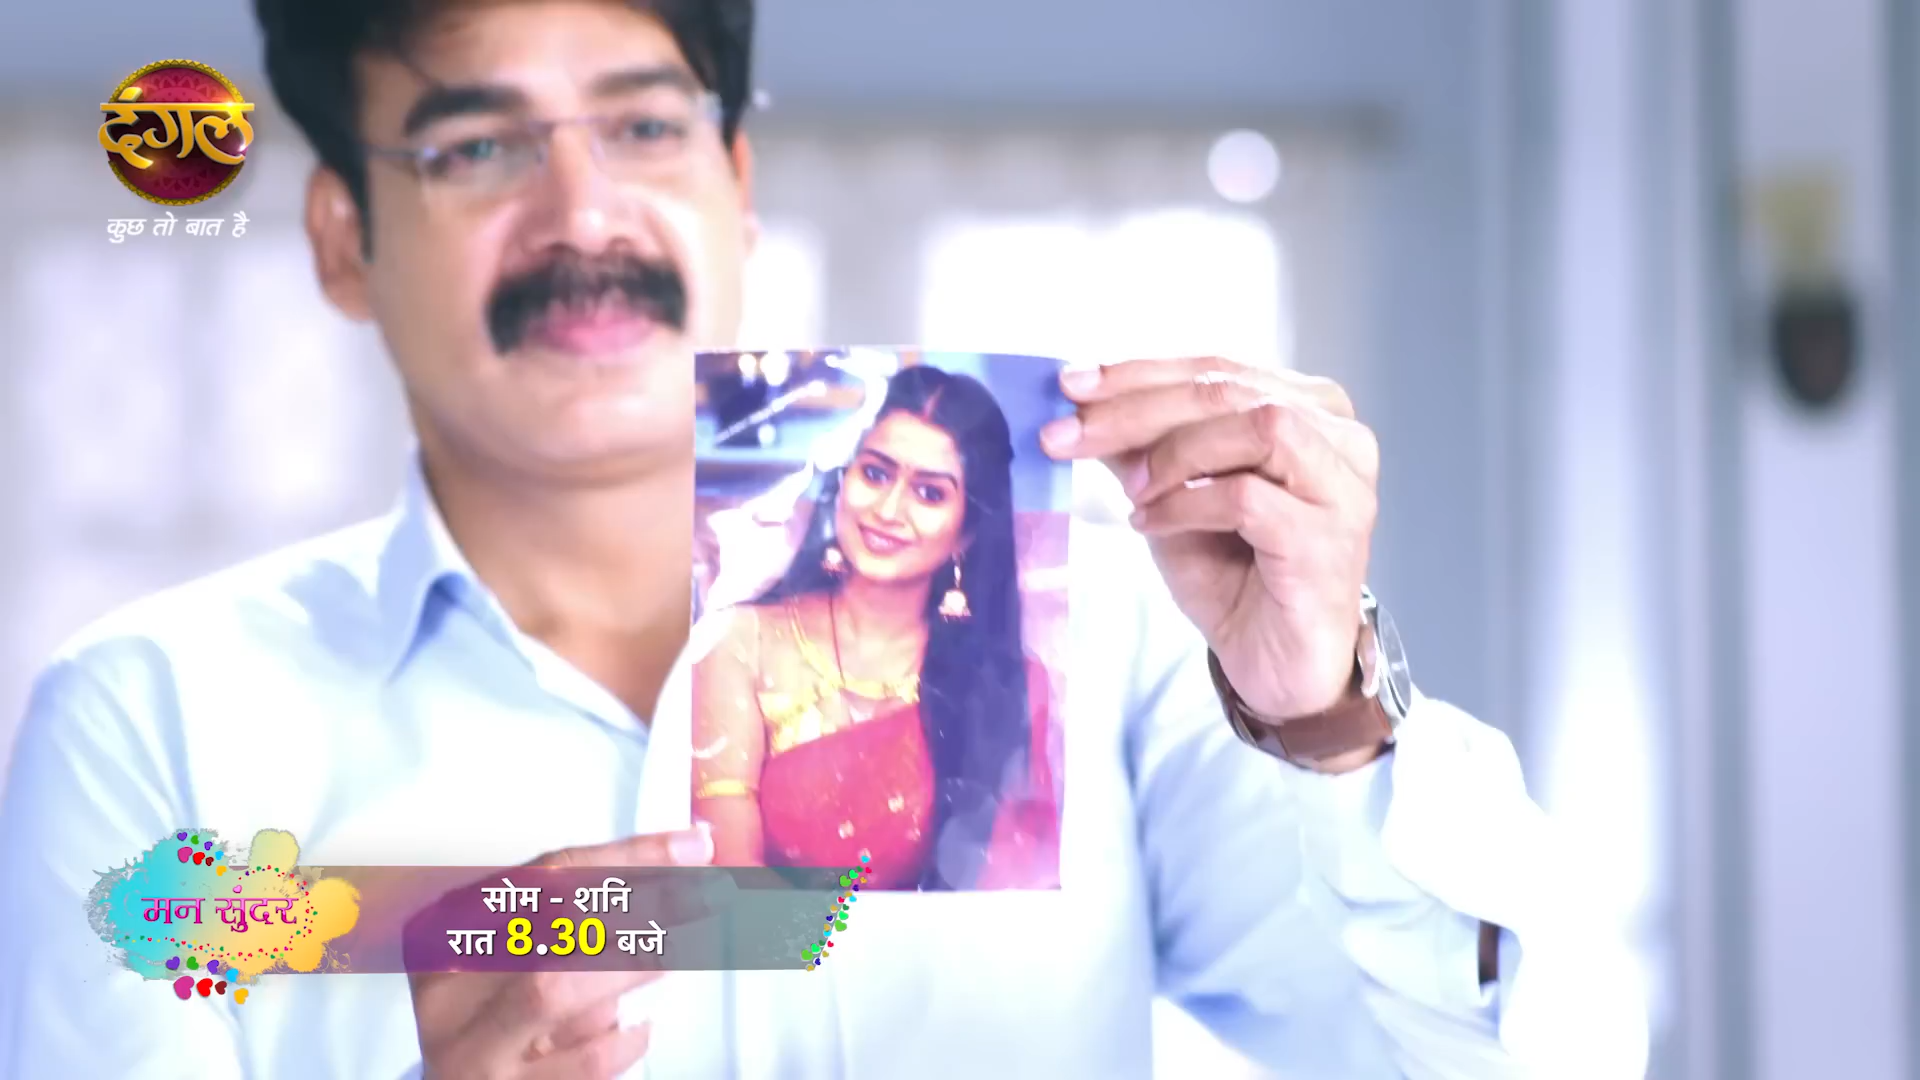 दंगल
कुछ तो बात है
मन सुंदर
सोम - शनि
रात 8.30 बजे